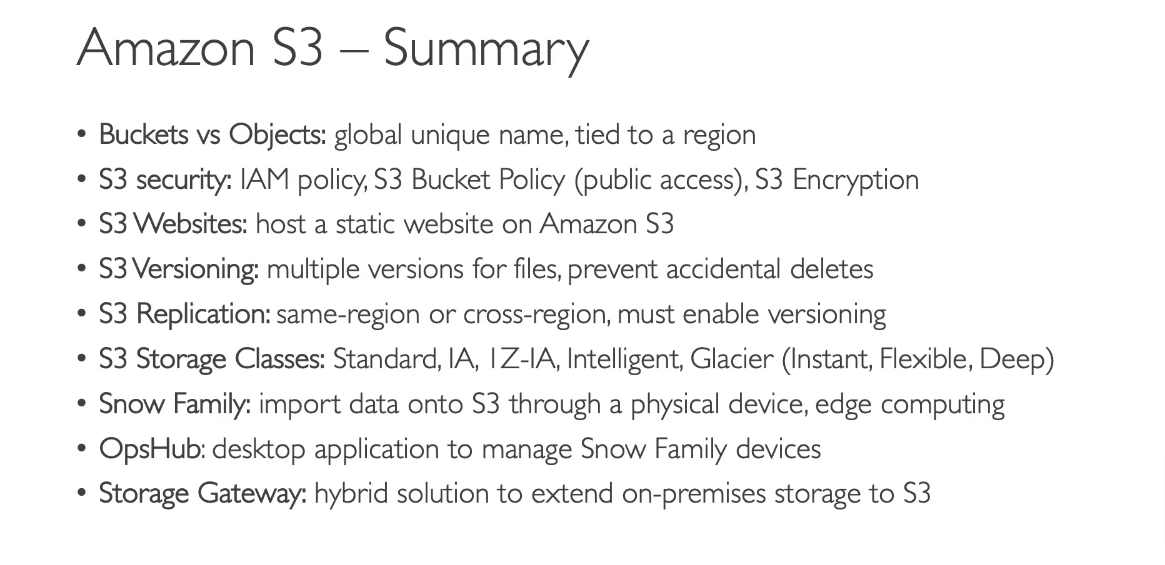 Amazon S3 – Summary
• Buckets vs Objects: global unique name, tied to a region
• S3 security: IAM policy, S3 Bucket Policy (public access), S3 Encryption
• S3 Websites: host a static website on Amazon S3
• S3 Versioning: multiple versions for files, prevent accidental deletes
• S3 Replication: same-region or cross-region, must enable versioning
• S3 Storage Classes: Standard, IA, 1Z-IA, Intelligent, Glacier (Instant, Flexible, Deep)
• Snow Family: import data onto S3 through a physical device, edge computing
• OpsHub: desktop application to manage Snow Family devices
• Storage Gateway: hybrid solution to extend on-premises storage to S3